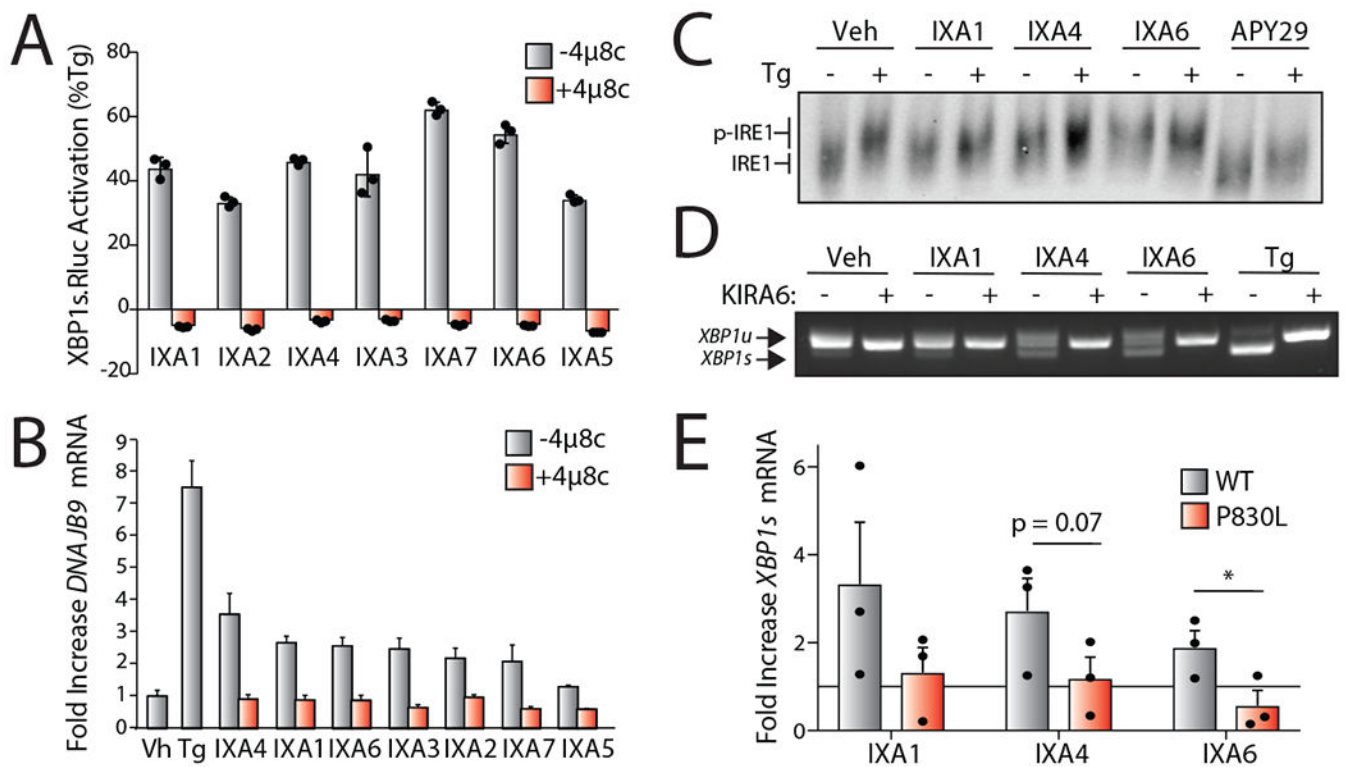 A
XBP1s.Rluc Activation (%Tg)
80
60
40
20
0
-20
-4µ8c
+4µ8c
IXA1 IXA2 IXA4 IXA3 IXA7 IXA6 IXA5
B
Fold Increase DNAJB9 mRNA
9
8
7
6
5
4
3
2
1
0
-4µ8c
+4µ8c
Vh Tg IXA4 IXA1 IXA6 IXA3 IXA2 IXA7 IXA5
C
Veh IXA1 IXA4 IXA6 APY29
Tg - + - + - + - + - +
p-IRE1
IRE1
D
Veh IXA1 IXA4 IXA6 Tg
KIRA6: - + - + - + - + - +
XBP1u
XBP1s
E
Fold Increase XBP1s mRNA
6
4
2
0
WT
P830L
p = 0.07
*
IXA1 IXA4 IXA6